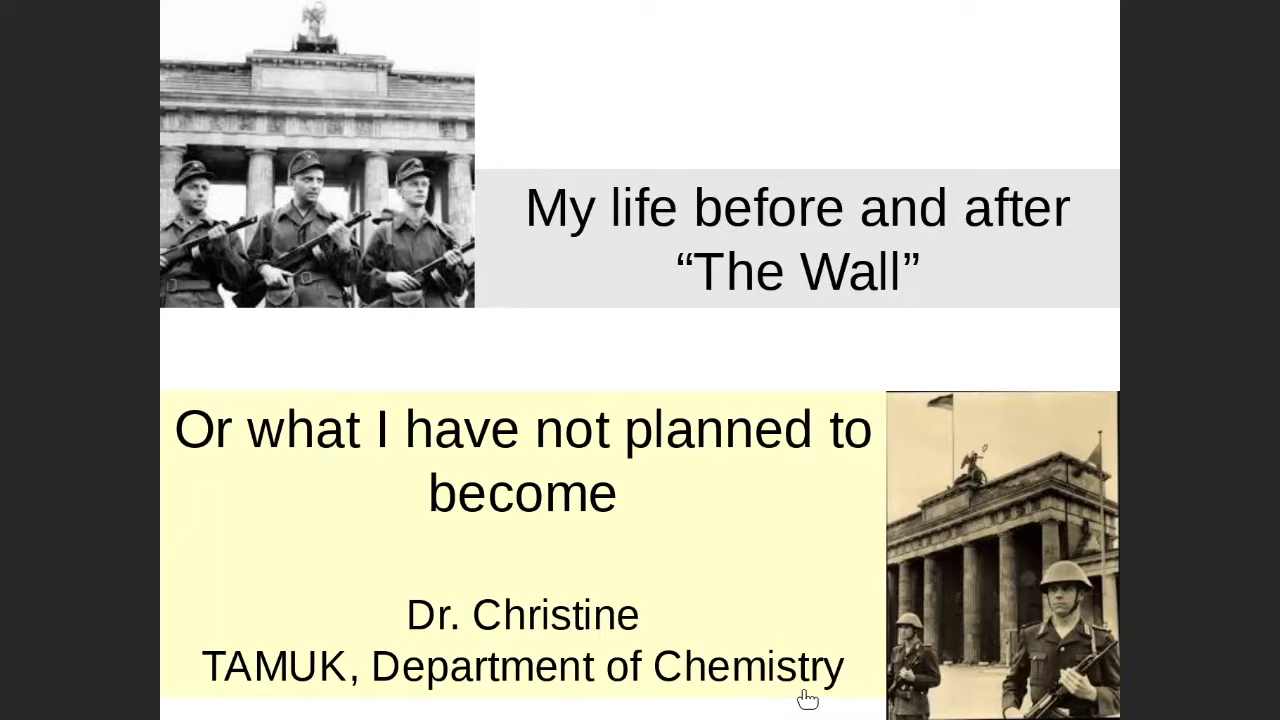 My life before and after
“The Wall”
Or what I have not planned to
become
Dr. Christine
TAMUK, Department of Chemistry